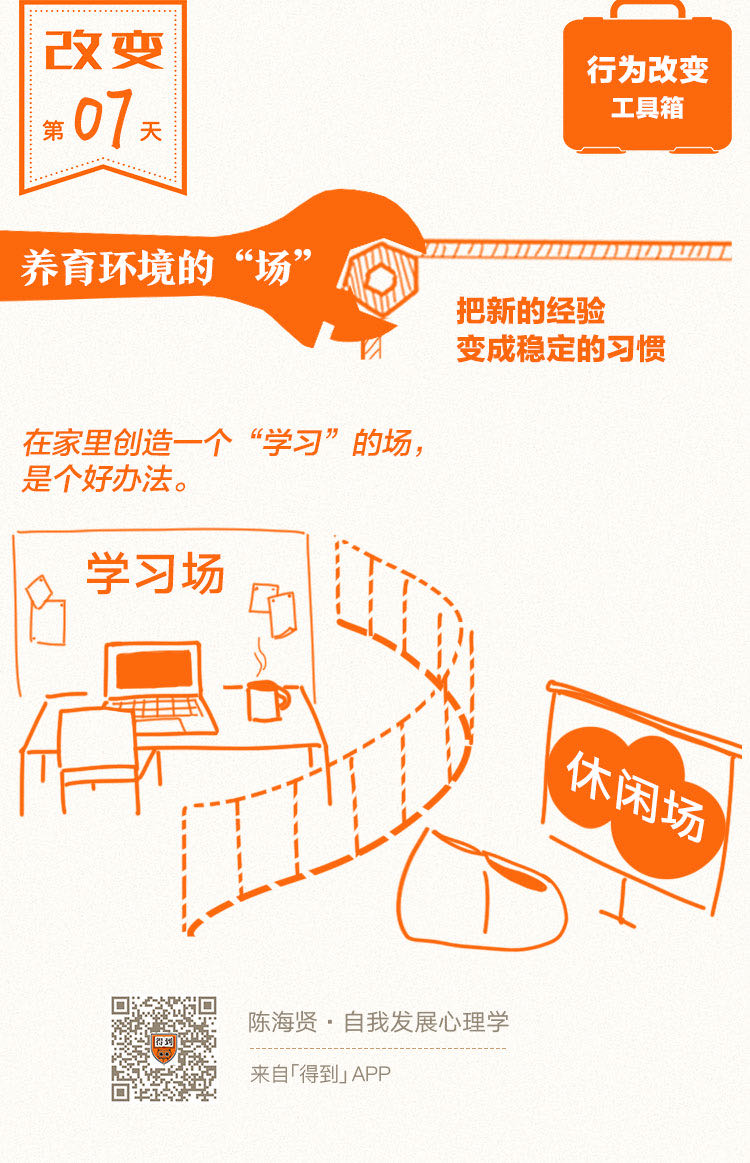 改变
第07天
行为改变
工具箱
养育环境的“场”
把新的经验
变成稳定的习惯
在家里创造一个“学习”的场，
是个好办法。
学习场
休闲场
得到
陈海贤·自我发展心理学
来自「得到」APP